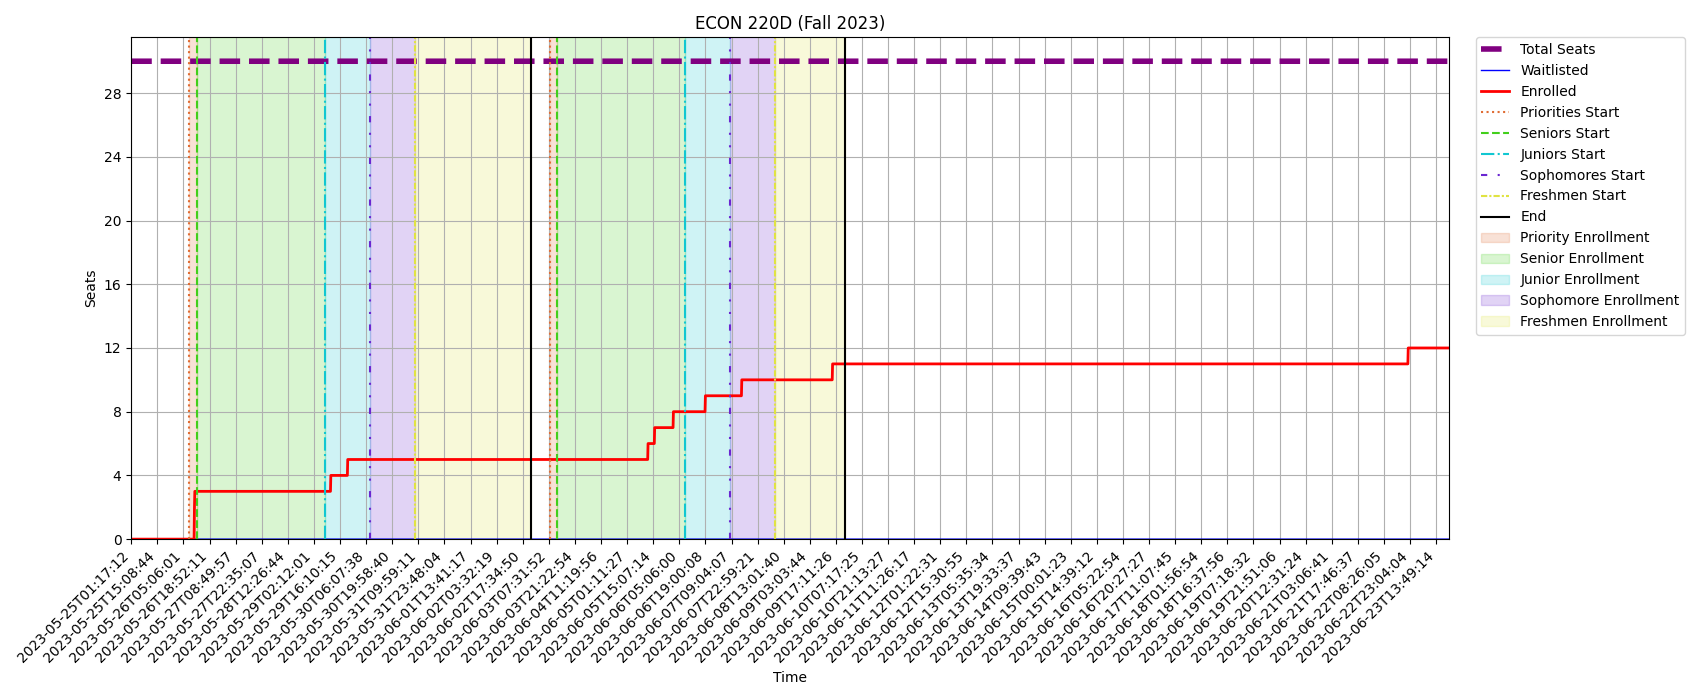 ECON 220D (Fall 2023)
Total Seats
Waitlisted
Enrolled
Priorities Start
Seniors Start
Juniors Start
Sophomores Start
Freshmen Start
End
Priority Enrollment
Senior Enrollment
Junior Enrollment
Sophomore Enrollment
Freshmen Enrollment
Seats
28
24
20
16
12
8
4
0
2023-05-25T01:17:12
2023-05-25T15:08:44
2023-05-26T05:06:01
2023-05-26T18:52:11
2023-05-27T08:49:57
2023-05-27T22:35:07
2023-05-28T12:26:44
2023-05-29T02:12:01
2023-05-29T16:10:15
2023-05-30T06:07:38
2023-05-30T19:58:40
2023-05-31T09:59:11
2023-05-31T23:48:04
2023-06-01T13:41:17
2023-06-02T03:32:19
2023-06-02T17:34:50
2023-06-03T07:31:52
2023-06-03T21:22:54
2023-06-04T11:19:56
2023-06-05T01:11:27
2023-06-05T15:07:14
2023-06-06T05:06:00
2023-06-06T19:00:08
2023-06-07T09:04:07
2023-06-07T22:59:21
2023-06-08T13:01:40
2023-06-09T03:03:44
2023-06-09T17:11:26
2023-06-10T07:17:25
2023-06-10T21:13:27
2023-06-11T11:26:17
2023-06-12T01:22:31
2023-06-12T15:30:55
2023-06-13T05:35:34
2023-06-13T19:33:37
2023-06-14T09:39:43
2023-06-15T00:01:23
2023-06-15T14:39:12
2023-06-16T05:22:54
2023-06-16T20:27:27
2023-06-17T11:07:45
2023-06-18T01:56:54
2023-06-18T16:37:56
2023-06-19T07:18:32
2023-06-19T21:51:06
2023-06-20T12:31:24
2023-06-21T03:06:41
2023-06-21T17:46:37
2023-06-22T08:26:05
2023-06-22T23:04:04
2023-06-23T13:49:14
Time